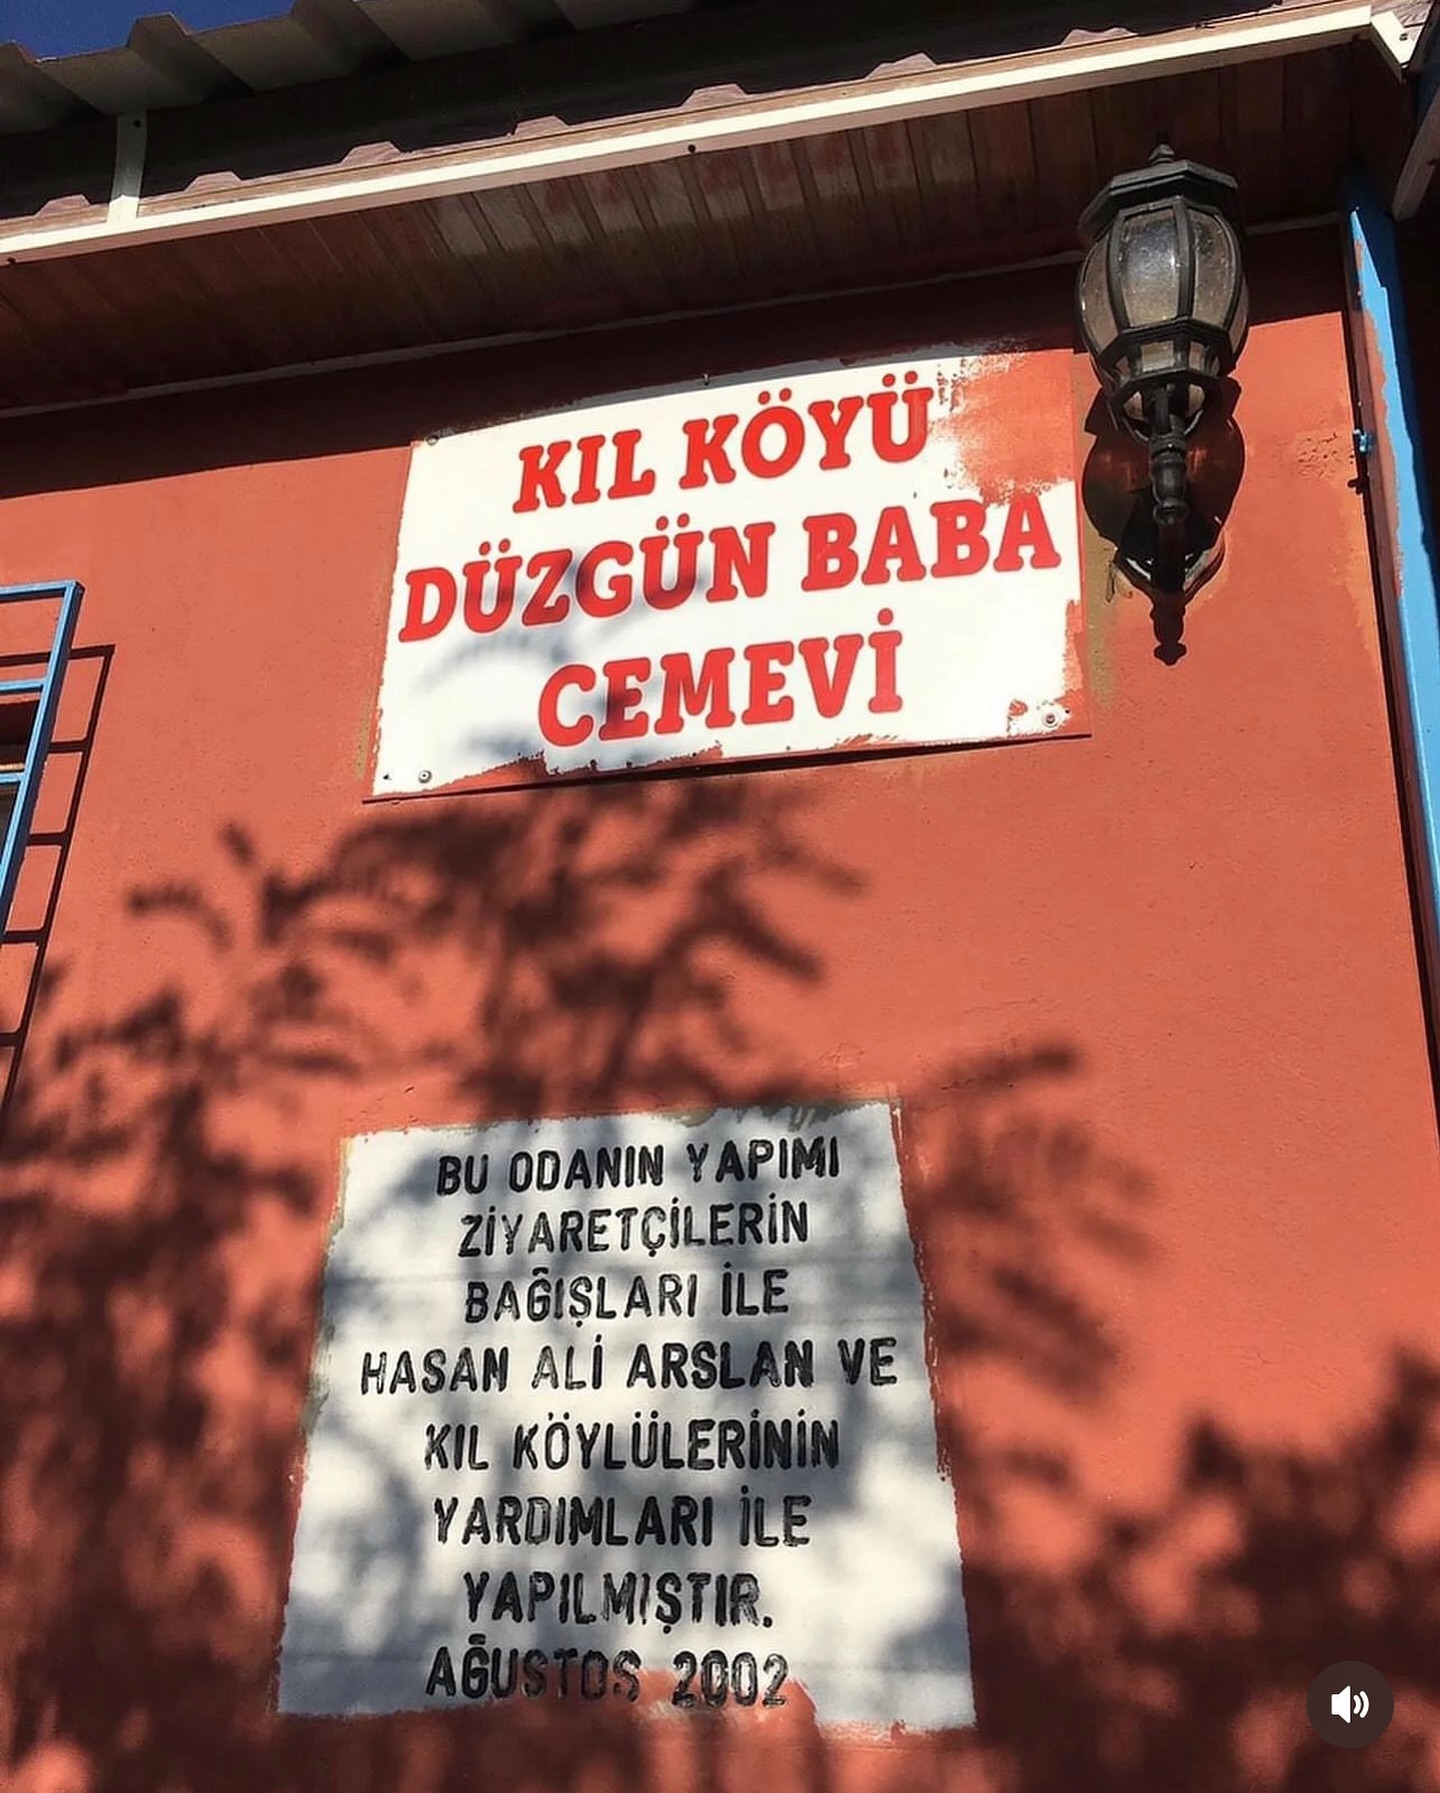 KIL KÖYÜ
DÜZGÜN BABA
CEMEVİ
BU ODANIN YAPIMI
ZİYARETÇİLERİN
BAĞIŞLARI İLE
HASAN ALİ ARSLAN VE
KIL KÖYLÜLERİNİN
YARDIMLARI İLE
YAPILMIŞTIR.
AĞUSTOS 2002